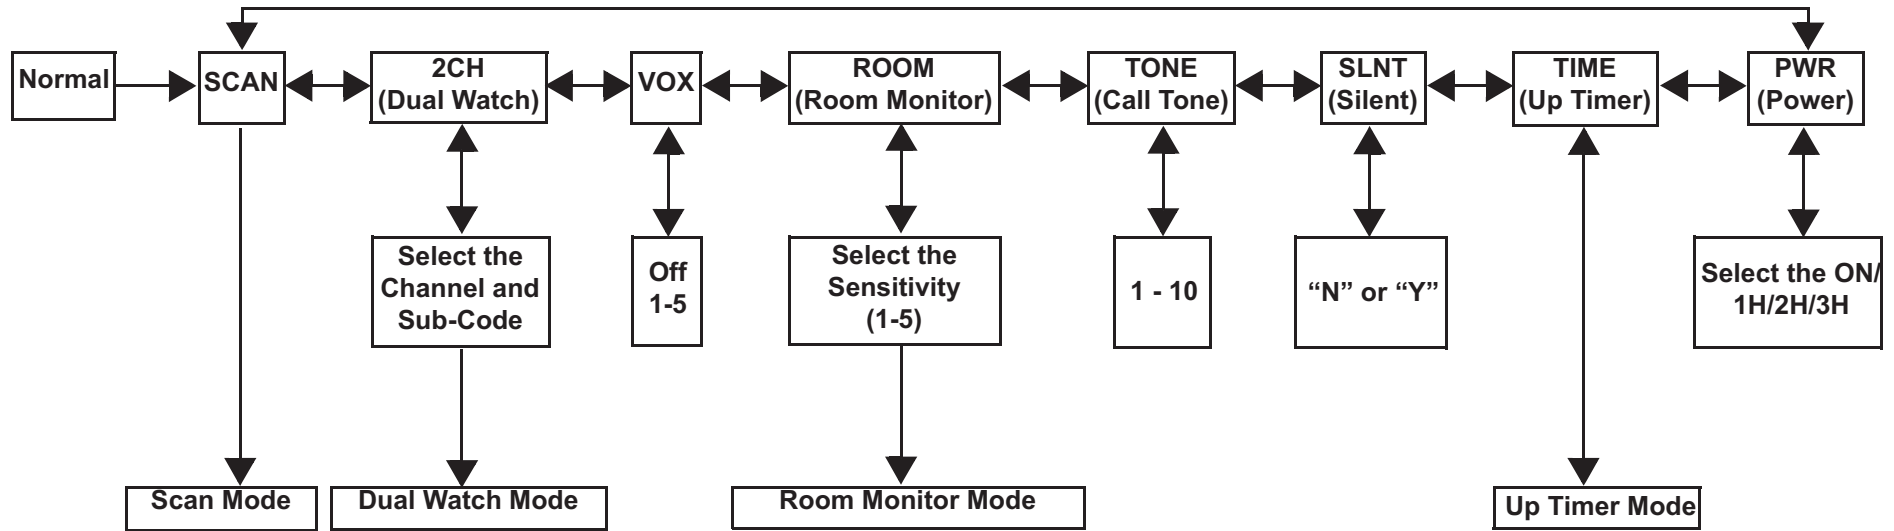 Normal
SCAN
2CH
(Dual Watch)
VOX
ROOM
(Room Monitor)
TONE
(Call Tone)
SLNT
(Silent)
TIME
(Up Timer)
PWR
(Power)
Select the
Channel and
Sub-Code
Off
1-5
Select the
Sensitivity
(1-5)
1 - 10
“N” or “Y”
Select the ON/
1H/2H/3H
Scan Mode
Dual Watch Mode
Room Monitor Mode
Up Timer Mode